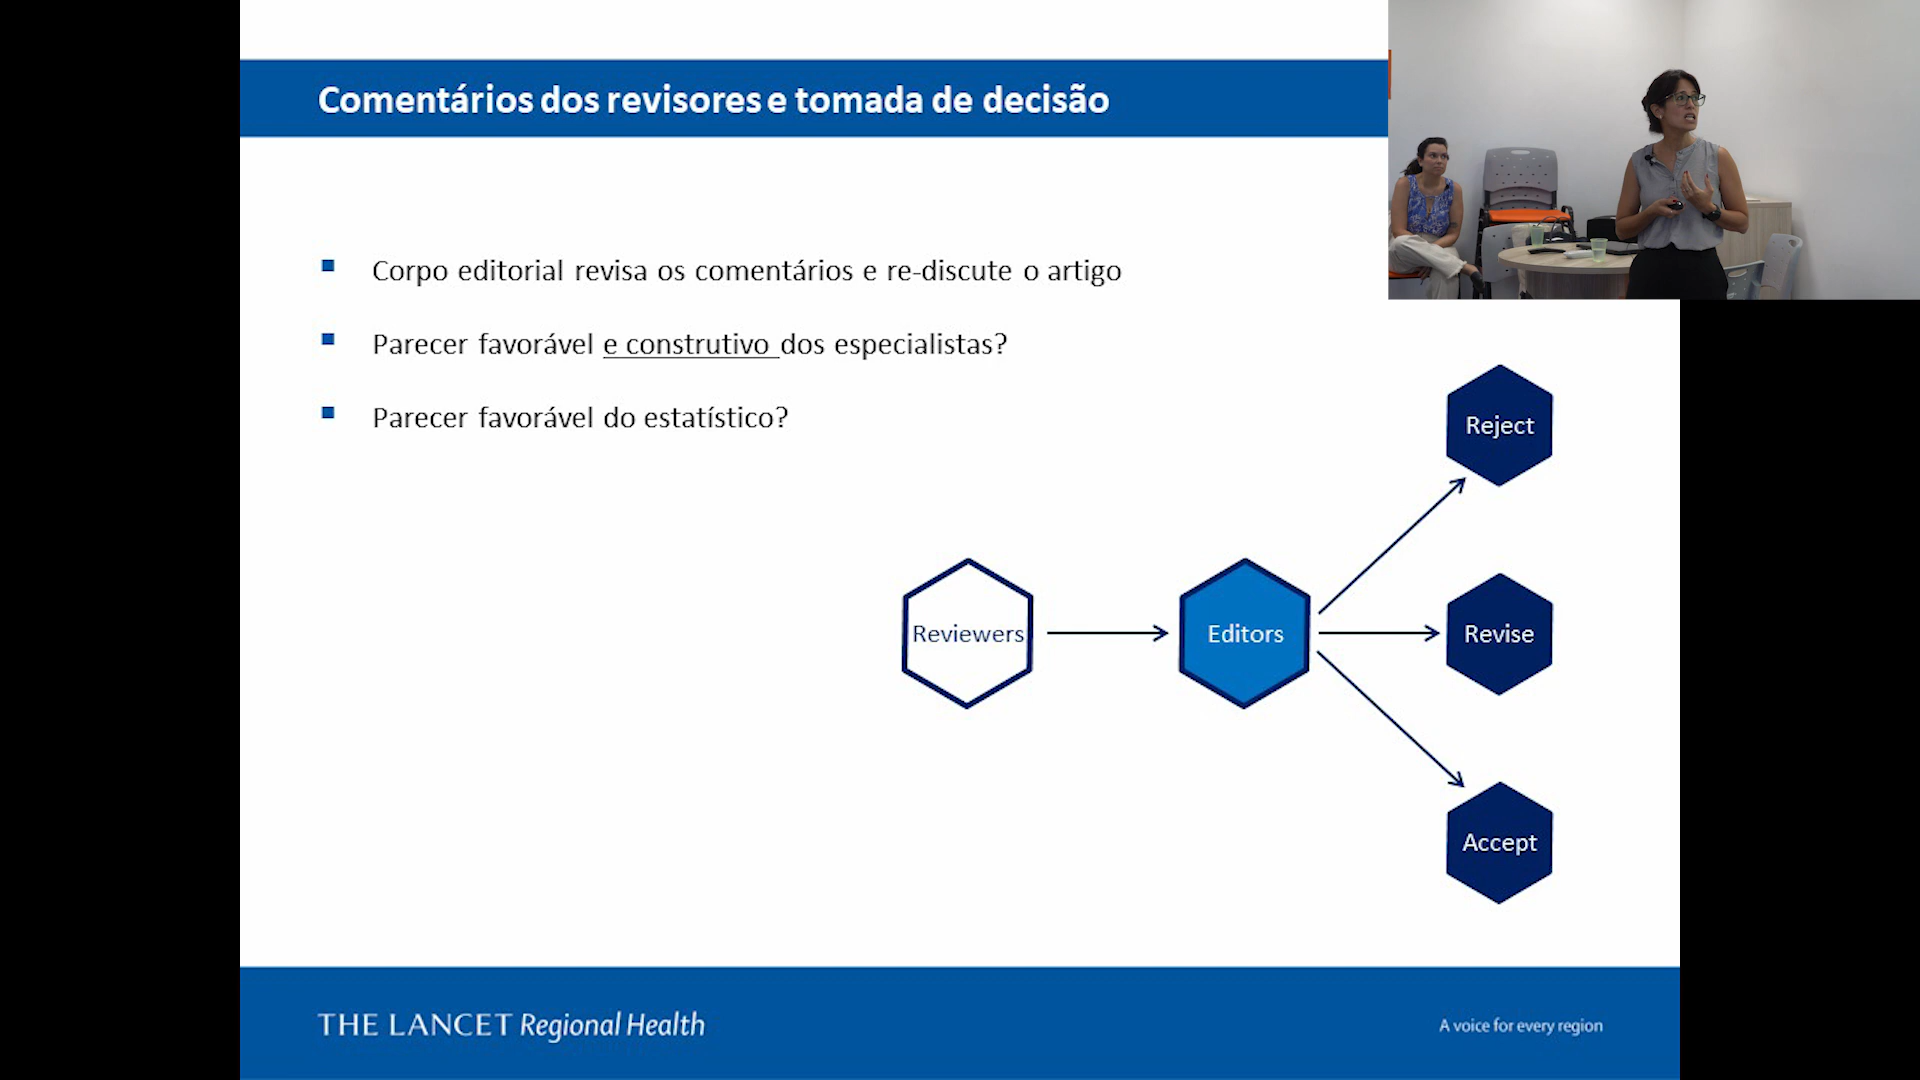 Comentários dos revisores e tomada de decisão
Corpo editorial revisa os comentários e re-discute o artigo
Parecer favorável e construtivo dos especialistas?
Parecer favorável do estatístico?
Reject
Reviewers
Editors
Revise
Accept
THE LANCET Regional Health
A voice for every region